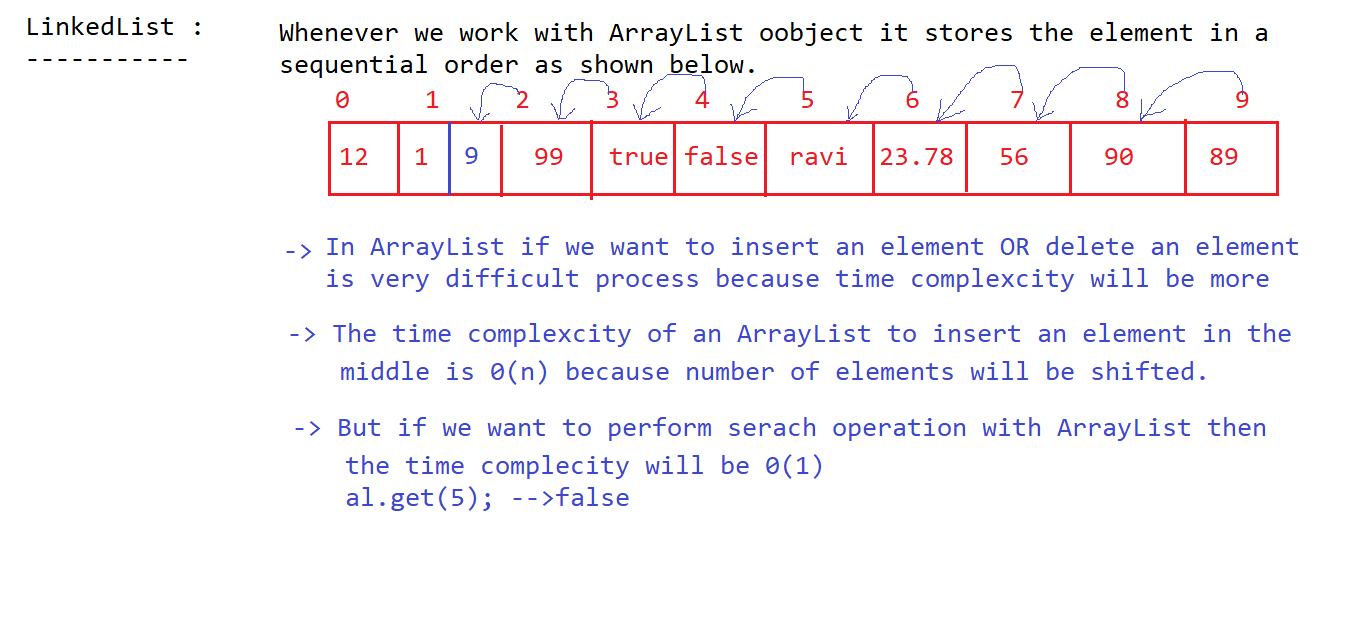 LinkedList :
-----------
Whenever we work with ArrayList oobject it stores the element in a
sequential order as shown below.
0 1 2 3 4 5 6 7 8 9
12 1 9 99 true false ravi 23.78 56 90 89
-> In ArrayList if we want to insert an element OR delete an element
is very difficult process because time complexcity will be more
-> The time complexcity of an ArrayList to insert an element in the
middle is 0(n) because number of elements will be shifted.
-> But if we want to perform serach operation with ArrayList then
the time complecity will be 0(1)
al.get(5); -->false